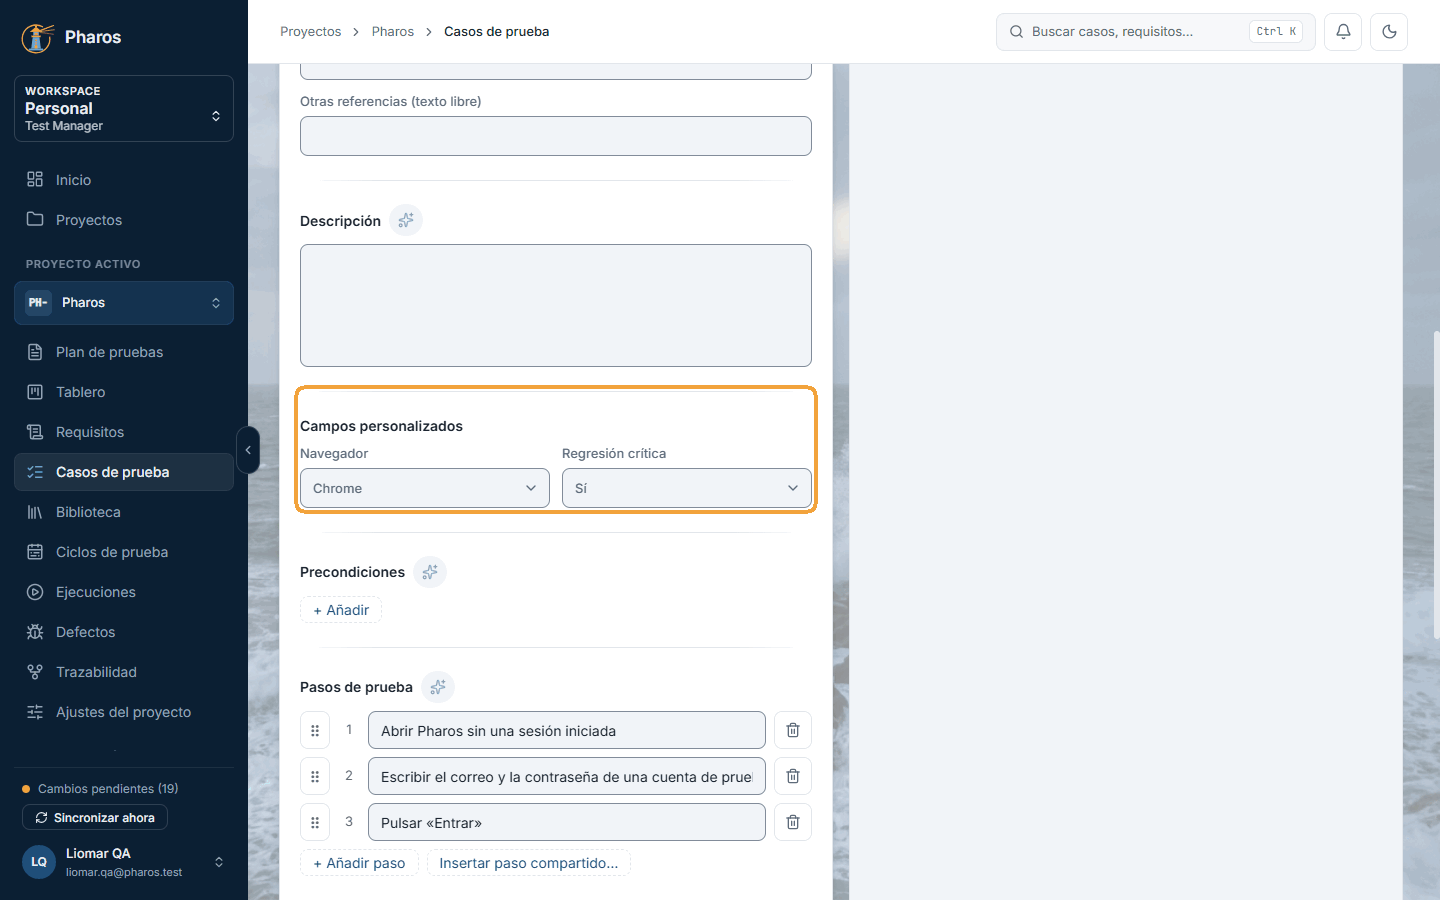 Pharos
WORKSPACE
Personal
Test Manager
Inicio
Proyectos
PROYECTO ACTIVO
PH- Pharos
Plan de pruebas
Tablero
Requisitos
Casos de prueba
Biblioteca
Ciclos de prueba
Ejecuciones
Defectos
Trazabilidad
Ajustes del proyecto
Cambios pendientes (19)
Sincronizar ahora
LQ
Liomar QA
liomar.qa@pharos.test
Proyectos > Pharos > Casos de prueba
Buscar casos, requisitos... Ctrl K
Otras referencias (texto libre)
Descripción
Campos personalizados
Navegador Regresión crítica
Chrome Sí
Precondiciones
+ Añadir
Pasos de prueba
1 Abrir Pharos sin una sesión iniciada
2 Escribir el correo y la contraseña de una cuenta de prue
3 Pulsar «Entrar»
+ Añadir paso Insertar paso compartido...